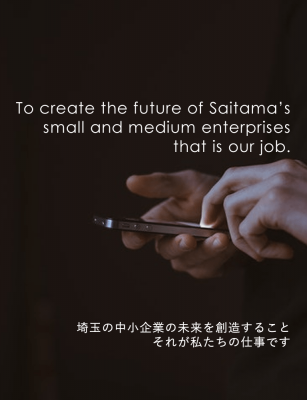 To create the future of Saitama's
small and medium enterprises
that is our job.
埼玉の中小企業の未来を創造すること
それが私たちの仕事です